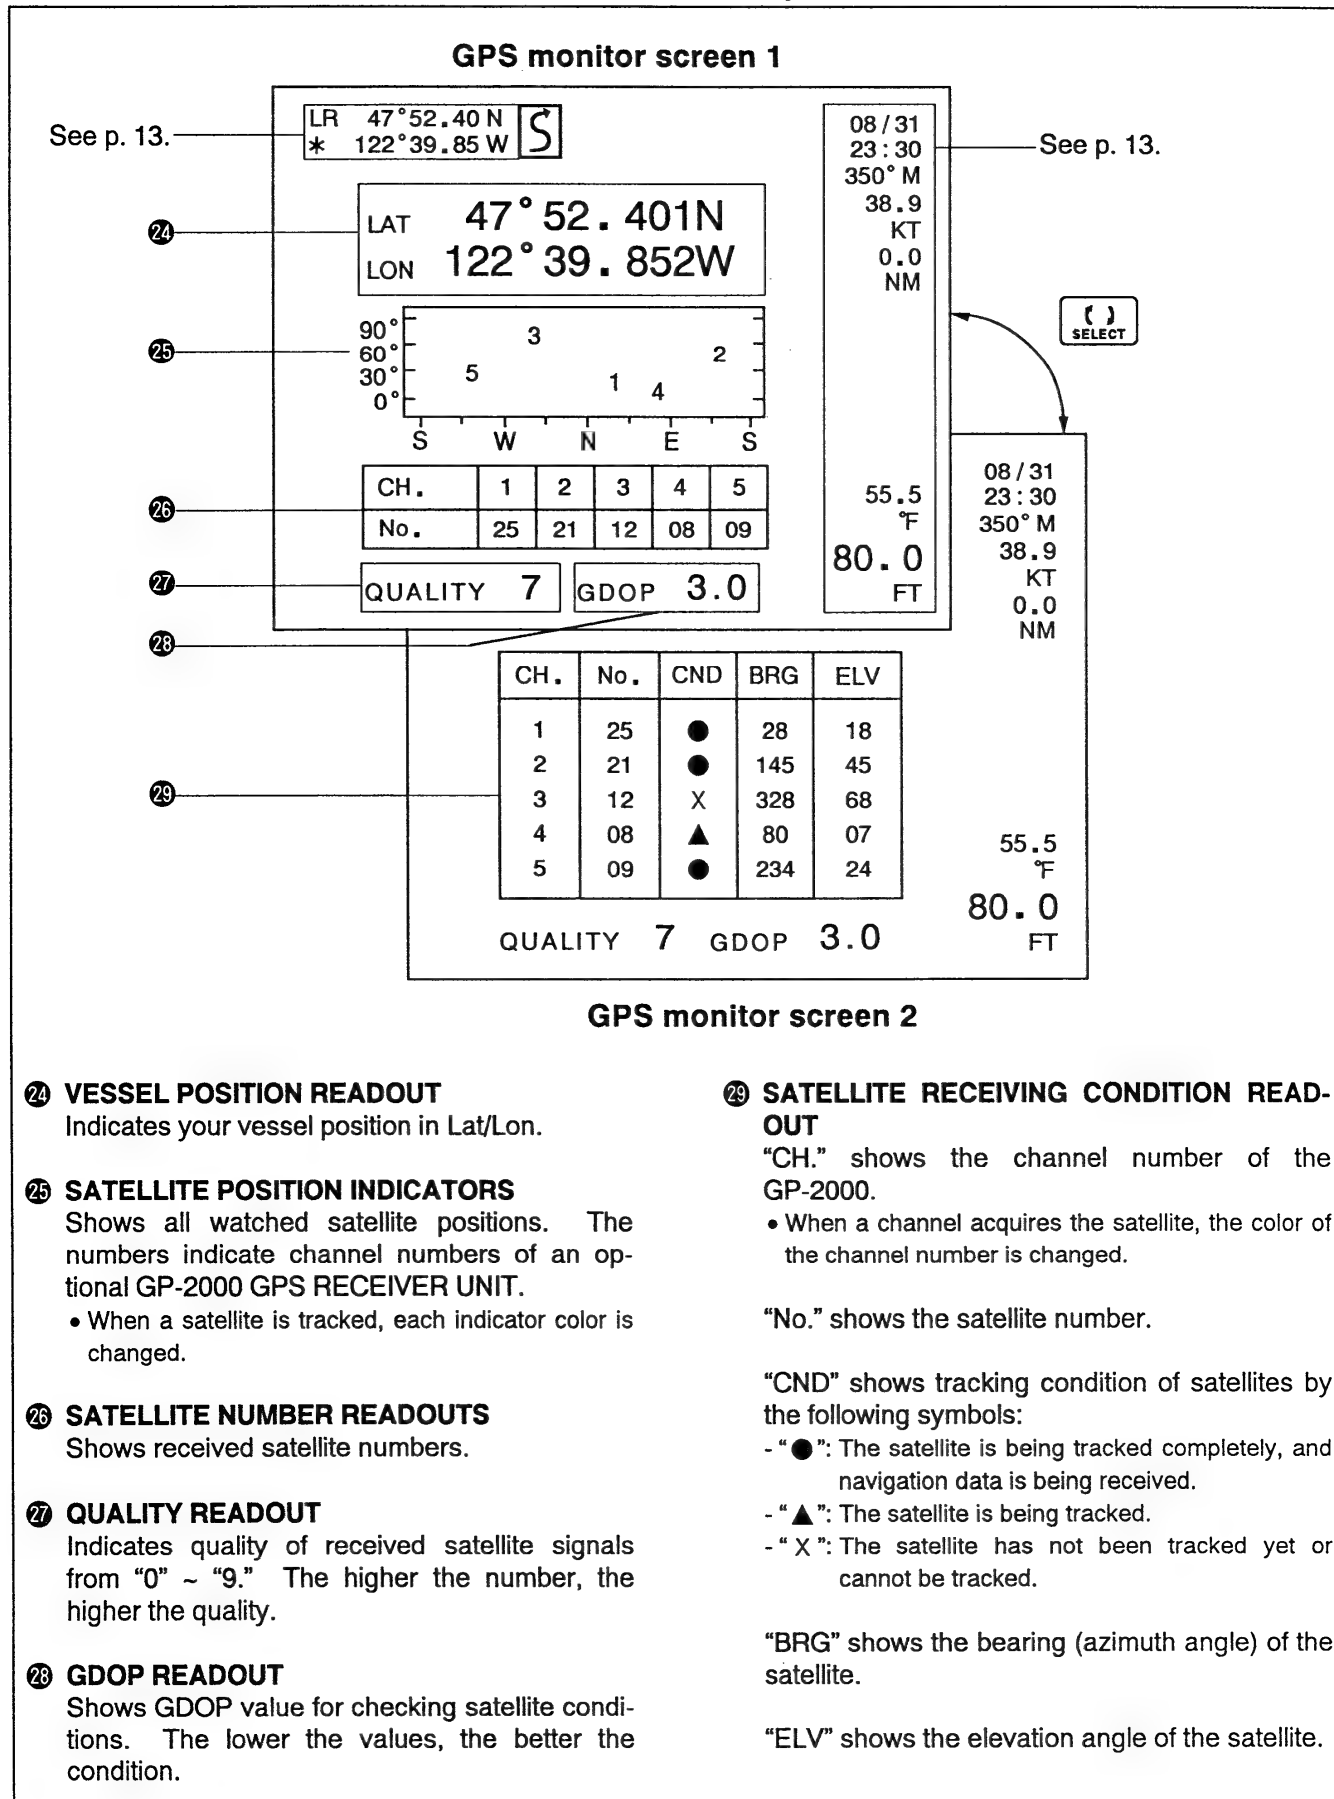 GPS monitor screen 1
See p. 13.
LR 47°52.40 N
* 122°39.85 W
08/31
23:30
350° M
38.9
KT
0.0
NM
See p. 13.
24
LAT 47°52.401N
LON 122°39.852W
SELECT
25
90°
60°
30°
0°
3
2
5
1
4
S W N E S
26
CH. 1 2 3 4 5
No. 25 21 12 08 09
55.5
°F
80.0
FT
27
QUALITY 7 GDOP 3.0
28
08/31
23:30
350° M
38.9
KT
0.0
NM
29
CH. No. CND BRG ELV
1 25 ● 28 18
2 21 ● 145 45
3 12 X 328 68
4 08 ▲ 80 07
5 09 ● 234 24
55.5
°F
80.0
FT
QUALITY 7 GDOP 3.0
GPS monitor screen 2
24 VESSEL POSITION READOUT
Indicates your vessel position in Lat/Lon.
25 SATELLITE POSITION INDICATORS
Shows all watched satellite positions. The
numbers indicate channel numbers of an op-
tional GP-2000 GPS RECEIVER UNIT.
• When a satellite is tracked, each indicator color is
changed.
26 SATELLITE NUMBER READOUTS
Shows received satellite numbers.
27 QUALITY READOUT
Indicates quality of received satellite signals
from “0” ~ “9.” The higher the number, the
higher the quality.
28 GDOP READOUT
Shows GDOP value for checking satellite condi-
tions. The lower the values, the better the
condition.
29 SATELLITE RECEIVING CONDITION READ-
OUT
“CH.” shows the channel number of the
GP-2000.
• When a channel acquires the satellite, the color of
the channel number is changed.
“No.” shows the satellite number.
“CND” shows tracking condition of satellites by
the following symbols:
- “●”: The satellite is being tracked completely, and
navigation data is being received.
- “▲”: The satellite is being tracked.
- “X”: The satellite has not been tracked yet or
cannot be tracked.
“BRG” shows the bearing (azimuth angle) of the
satellite.
“ELV” shows the elevation angle of the satellite.